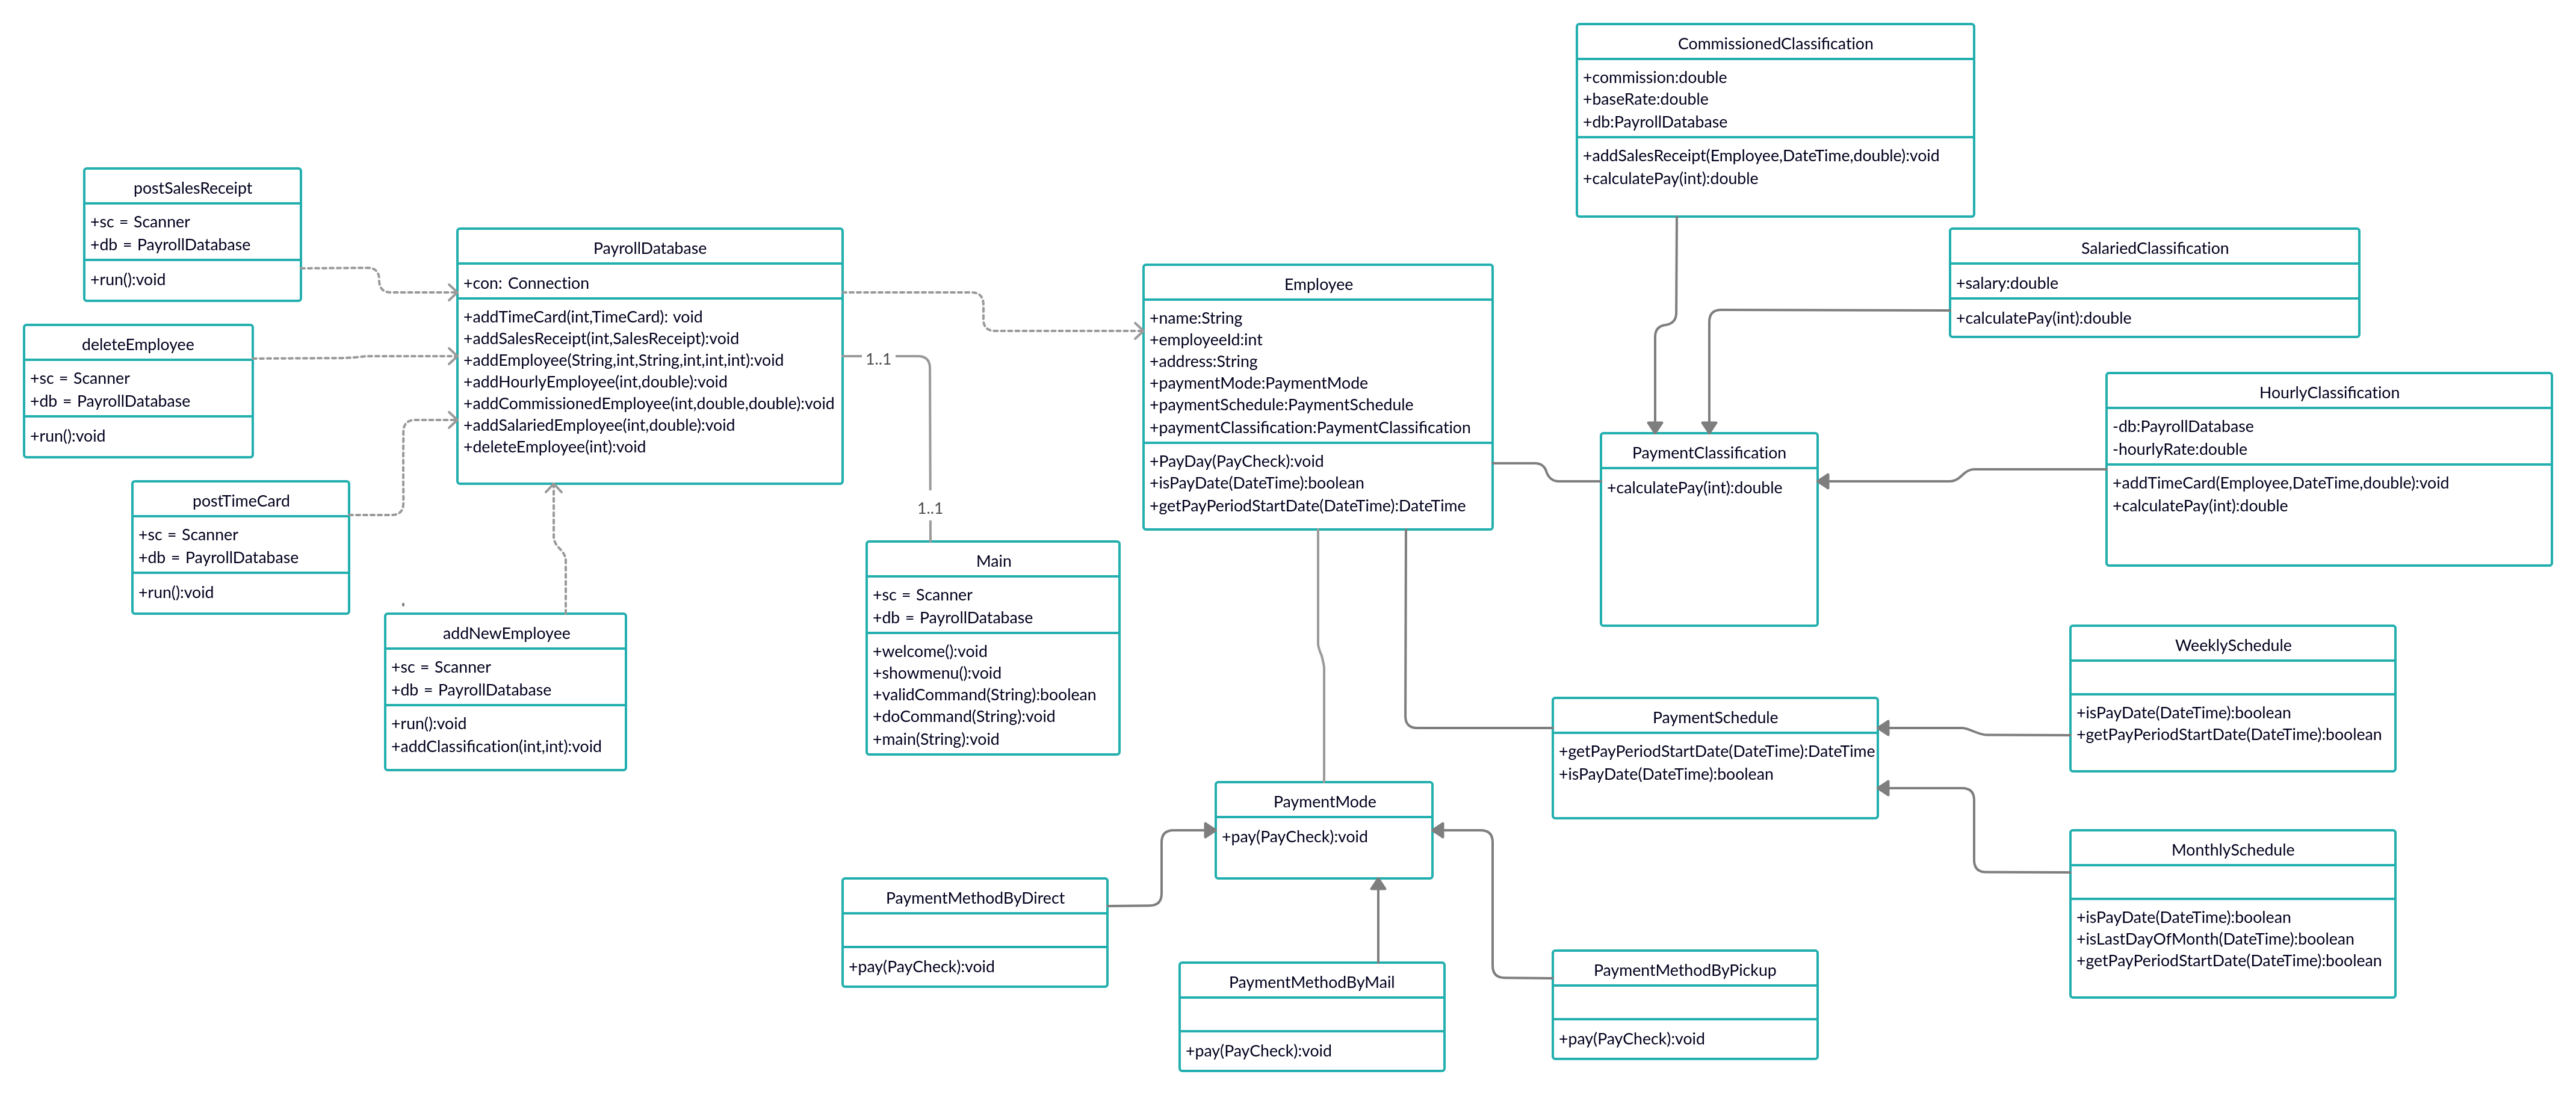 CommissionedClassification
+commission:double
+baseRate:double
+db:PayrollDatabase
+addSalesReceipt(Employee,DateTime,double):void
+calculatePay(int):double
postSalesReceipt
+sc = Scanner
+db = PayrollDatabase
+run():void
PayrollDatabase
+con: Connection
+addTimeCard(int,TimeCard): void
+addSalesReceipt(int,SalesReceipt):void
+addEmployee(String,int,String,int,int,int):void
+addHourlyEmployee(int,double):void
+addCommissionedEmployee(int,double,double):void
+addSalariedEmployee(int,double):void
+deleteEmployee(int):void
SalariedClassification
+salary:double
+calculatePay(int):double
Employee
+name:String
+employeeId:int
+address:String
+paymentMode:PaymentMode
+paymentSchedule:PaymentSchedule
+paymentClassification:PaymentClassification
+PayDay(PayCheck):void
+isPayDate(DateTime):boolean
+getPayPeriodStartDate(DateTime):DateTime
deleteEmployee
+sc = Scanner
+db = PayrollDatabase
+run():void
1..1
1..1
HourlyClassification
-db:PayrollDatabase
-hourlyRate:double
+addTimeCard(Employee,DateTime,double):void
+calculatePay(int):double
PaymentClassification
+calculatePay(int):double
postTimeCard
+sc = Scanner
+db = PayrollDatabase
+run():void
Main
+sc = Scanner
+db = PayrollDatabase
+welcome():void
+showmenu():void
+validCommand(String):boolean
+doCommand(String):void
+main(String):void
addNewEmployee
+sc = Scanner
+db = PayrollDatabase
+run():void
+addClassification(int,int):void
WeeklySchedule
+isPayDate(DateTime):boolean
+getPayPeriodStartDate(DateTime):boolean
PaymentSchedule
+getPayPeriodStartDate(DateTime):DateTime
+isPayDate(DateTime):boolean
PaymentMode
+pay(PayCheck):void
MonthlySchedule
+isPayDate(DateTime):boolean
+isLastDayOfMonth(DateTime):boolean
+getPayPeriodStartDate(DateTime):boolean
PaymentMethodByDirect
+pay(PayCheck):void
PaymentMethodByMail
+pay(PayCheck):void
PaymentMethodByPickup
+pay(PayCheck):void